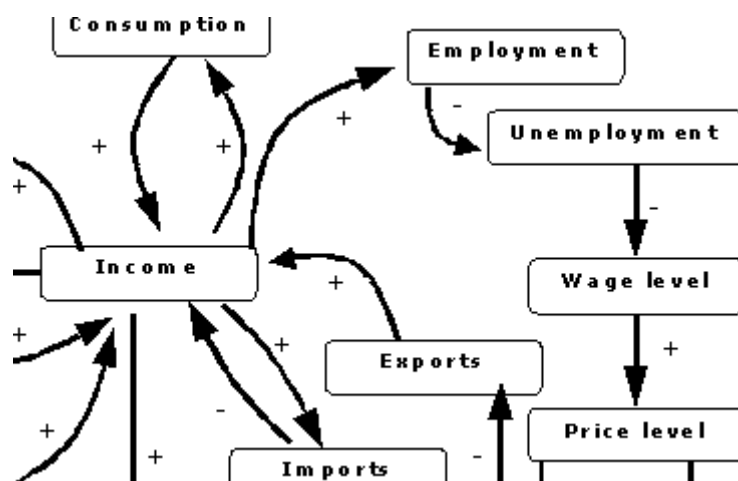 Consumption
Employment
-
+
+
+
Unemployment
+
-
Income
Wage level
+
+
+
+
Exports
-
+
Price level
+
Imports
-